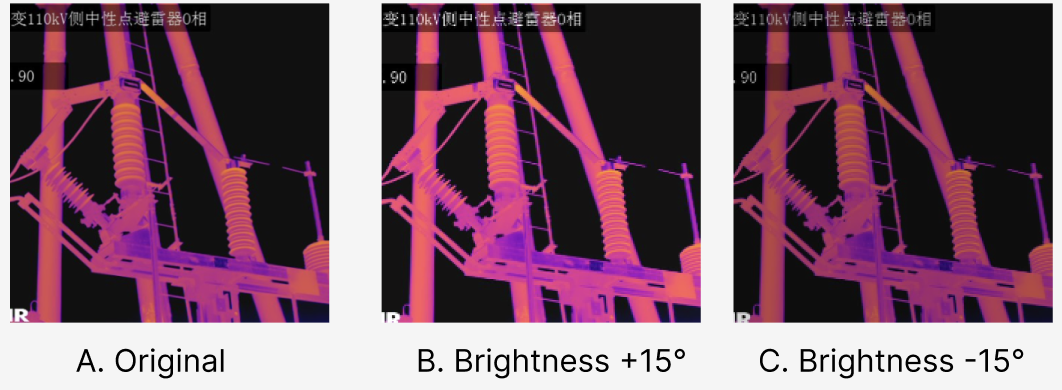 变110kV侧中性点避雷器0相
变110kV侧中性点避雷器0相
变110kV侧中性点避雷器0相
.90
.90
.90
IR
IR
IR
A. Original
B. Brightness +15°
C. Brightness -15°